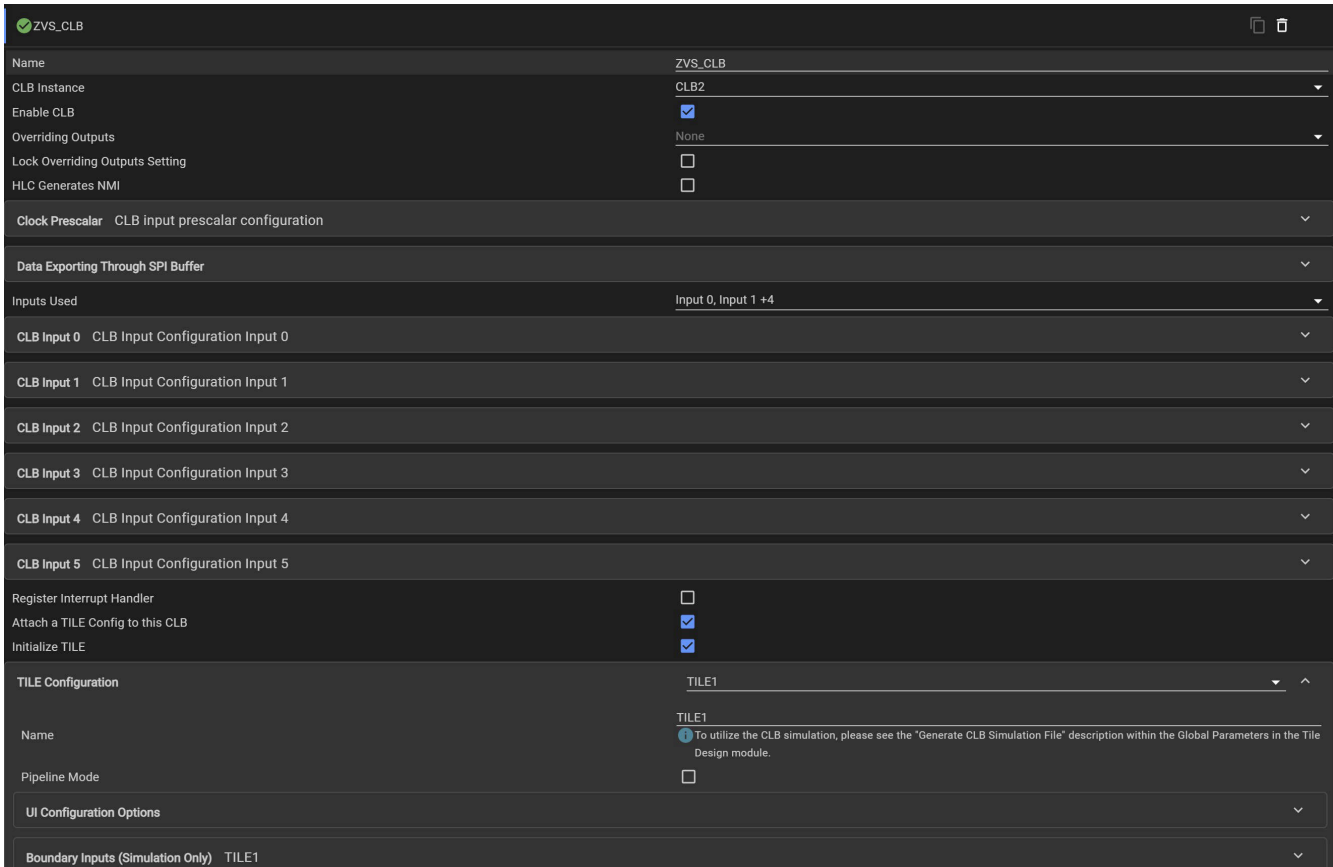 ZVS_CLB
Name ZVS_CLB
CLB Instance CLB2
Enable CLB
Overriding Outputs None
Lock Overriding Outputs Setting
HLC Generates NMI
Clock Prescalar CLB input prescalar configuration
Data Exporting Through SPI Buffer
Inputs Used Input 0, Input 1 +4
CLB Input 0 CLB Input Configuration Input 0
CLB Input 1 CLB Input Configuration Input 1
CLB Input 2 CLB Input Configuration Input 2
CLB Input 3 CLB Input Configuration Input 3
CLB Input 4 CLB Input Configuration Input 4
CLB Input 5 CLB Input Configuration Input 5
Register Interrupt Handler
Attach a TILE Config to this CLB
Initialize TILE
TILE Configuration TILE1
Name TILE1
To utilize the CLB simulation, please see the "Generate CLB Simulation File" description within the Global Parameters in the Tile
Design module.
Pipeline Mode
UI Configuration Options
Boundary Inputs (Simulation Only) TILE1